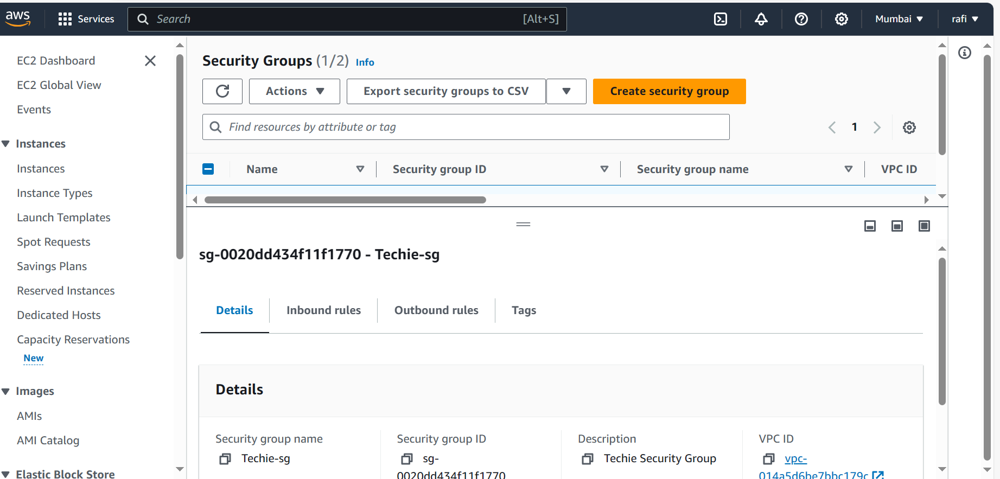 aws
Services
Search [Alt+S]
Mumbai
rafi
EC2 Dashboard
EC2 Global View
Events
Instances
Instances
Instance Types
Launch Templates
Spot Requests
Savings Plans
Reserved Instances
Dedicated Hosts
Capacity Reservations
New
Images
AMIs
AMI Catalog
Elastic Block Store
Security Groups (1/2) Info
Actions
Export security groups to CSV
Create security group
Find resources by attribute or tag
1
Name Security group ID Security group name VPC ID
sg-0020dd434f11f1770 - Techie-sg
Details Inbound rules Outbound rules Tags
Details
Security group name
Techie-sg
Security group ID
sg-
0020dd434f11f1770
Description
Techie Security Group
VPC ID
vpc-
014a5d6be7bbc179c